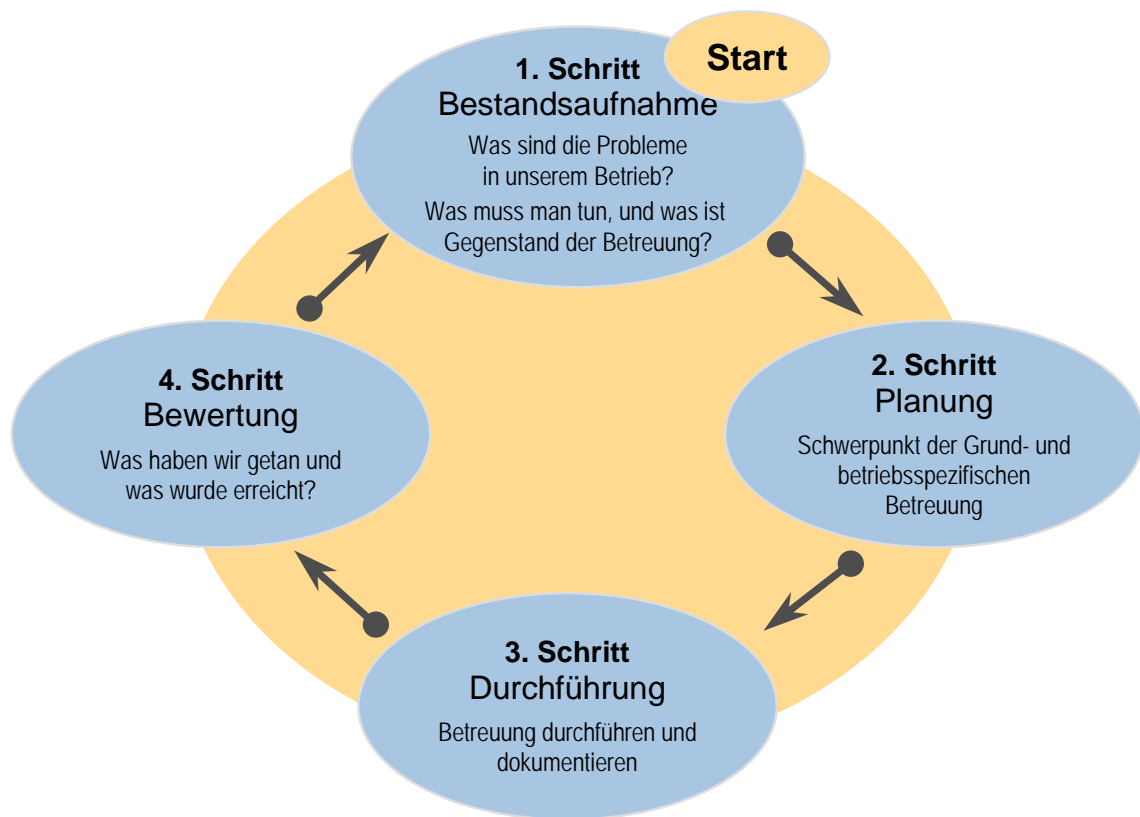 Start
1. Schritt
Bestandsaufnahme
Was sind die Probleme
in unserem Betrieb?
Was muss man tun, und was ist
Gegenstand der Betreuung?
2. Schritt
Planung
Schwerpunkt der Grund- und
betriebsspezifischen
Betreuung
3. Schritt
Durchführung
Betreuung durchführen und
dokumentieren
4. Schritt
Bewertung
Was haben wir getan und
was wurde erreicht?